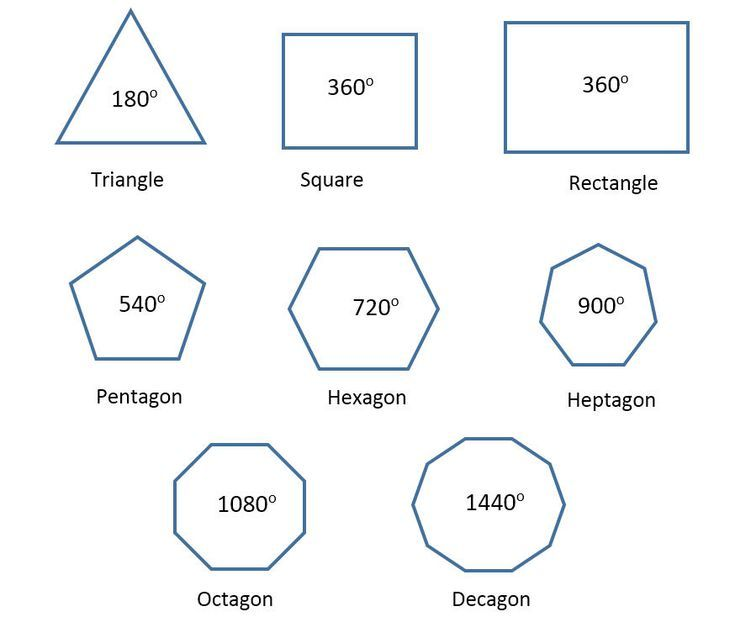 180°
360°
360°
Triangle
Square
Rectangle
540°
720°
900°
Pentagon
Hexagon
Heptagon
1080°
1440°
Octagon
Decagon